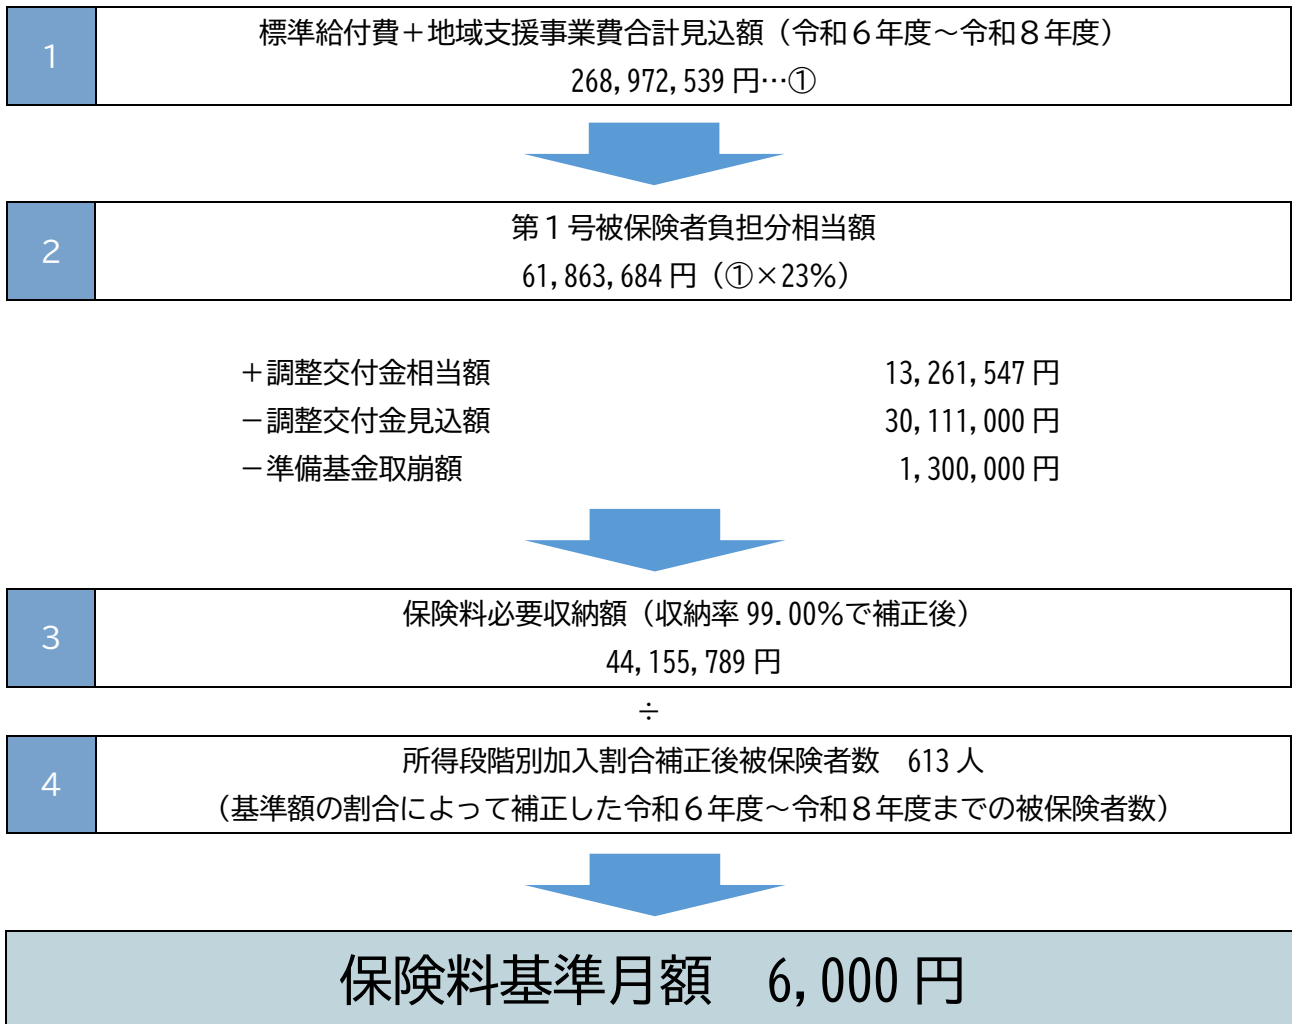 1
標準給付費＋地域支援事業費合計見込額（令和６年度～令和８年度）
268,972,539 円…①
2
第１号被保険者負担分相当額
61,863,684 円（①×23％）
＋調整交付金相当額 13,261,547 円
－調整交付金見込額 30,111,000 円
－準備基金取崩額 1,300,000 円
3
保険料必要収納額（収納率 99.00％で補正後）
44,155,789 円
÷
4
所得段階別加入割合補正後被保険者数　613 人
（基準額の割合によって補正した令和６年度～令和８年度までの被保険者数）
保険料基準月額　6,000 円